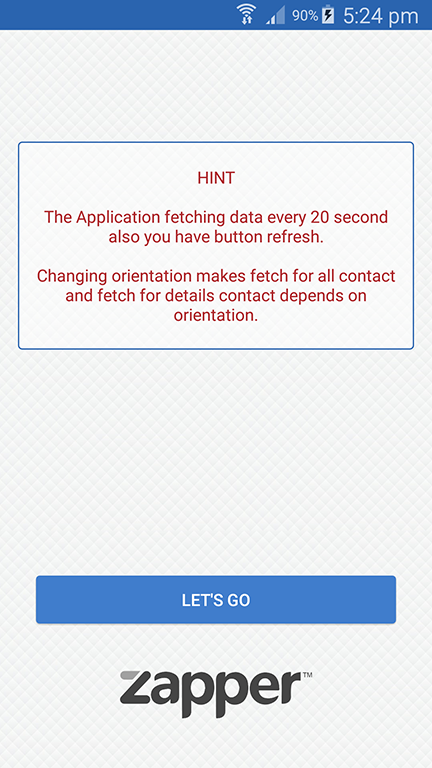 90% 5:24 pm
HINT
The Application fetching data every 20 second
also you have button refresh.
Changing orientation makes fetch for all contact
and fetch for details contact depends on
orientation.
LET'S GO
zapper™